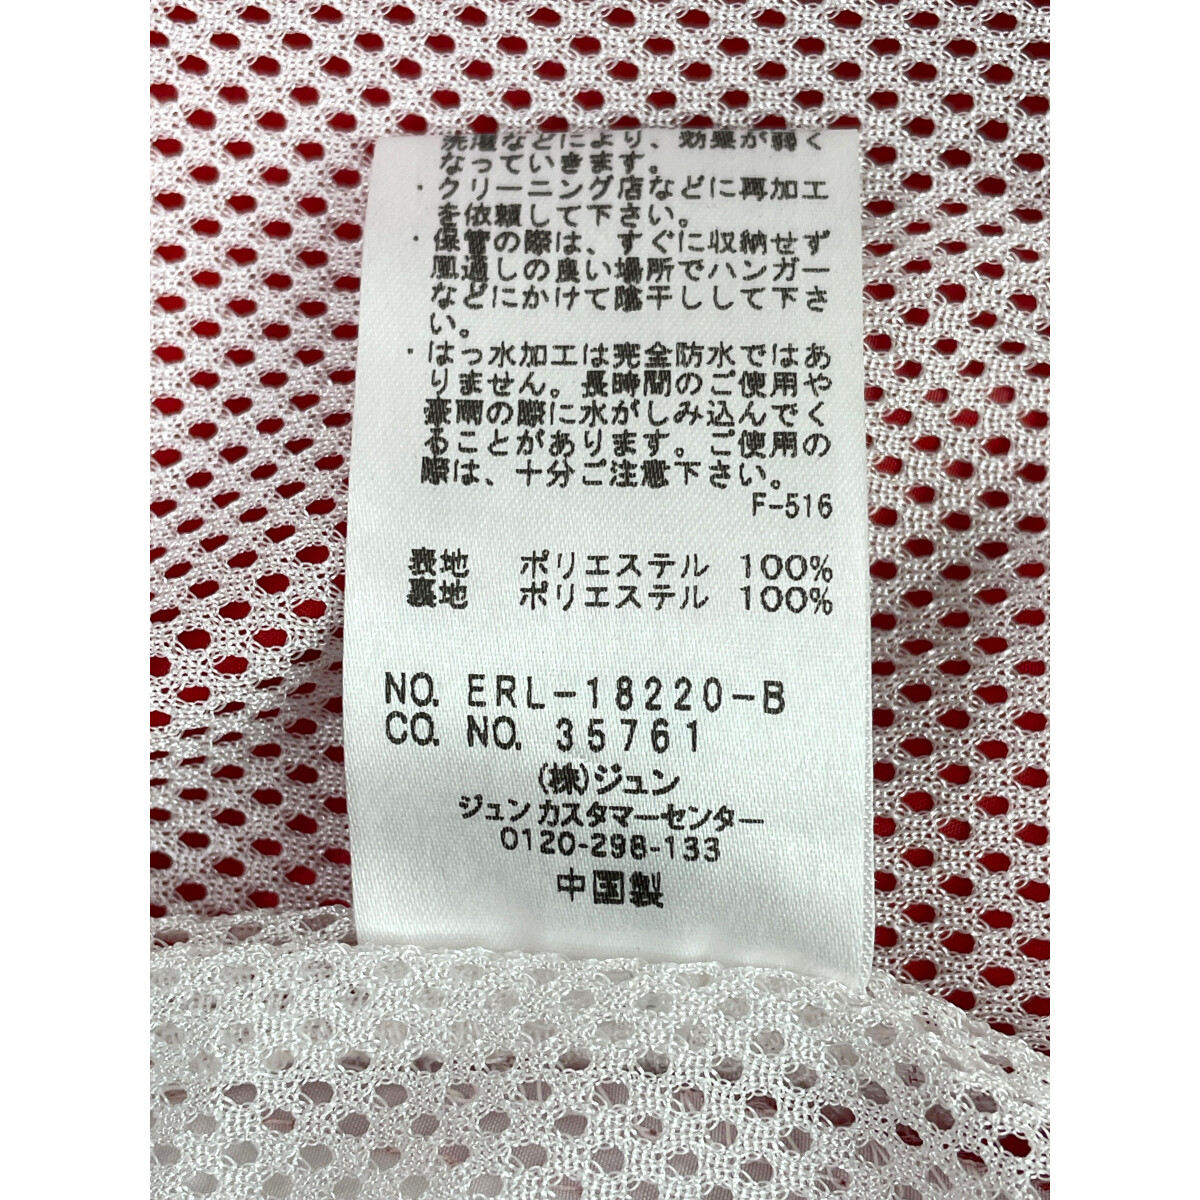 洗濯などにより、効果が弱く
なっていきます。
・クリーニング店などに再加工
を依頼して下さい。
・保管の際は、すぐに収納せず
風通しの良い場所でハンガー
などにかけて陰干しして下さ
い。
・はっ水加工は完全防水ではあ
りません。長時間のご使用や
豪雨の際に水がしみ込んでく
ることがあります。ご使用の
際は、十分ご注意下さい。
F-516
表地 ポリエステル 100%
裏地 ポリエステル 100%
NO. ERL-18220-B
CO. NO. 35761
(株)ジュン
ジュンカスタマーセンター
0120-298-133
中国製